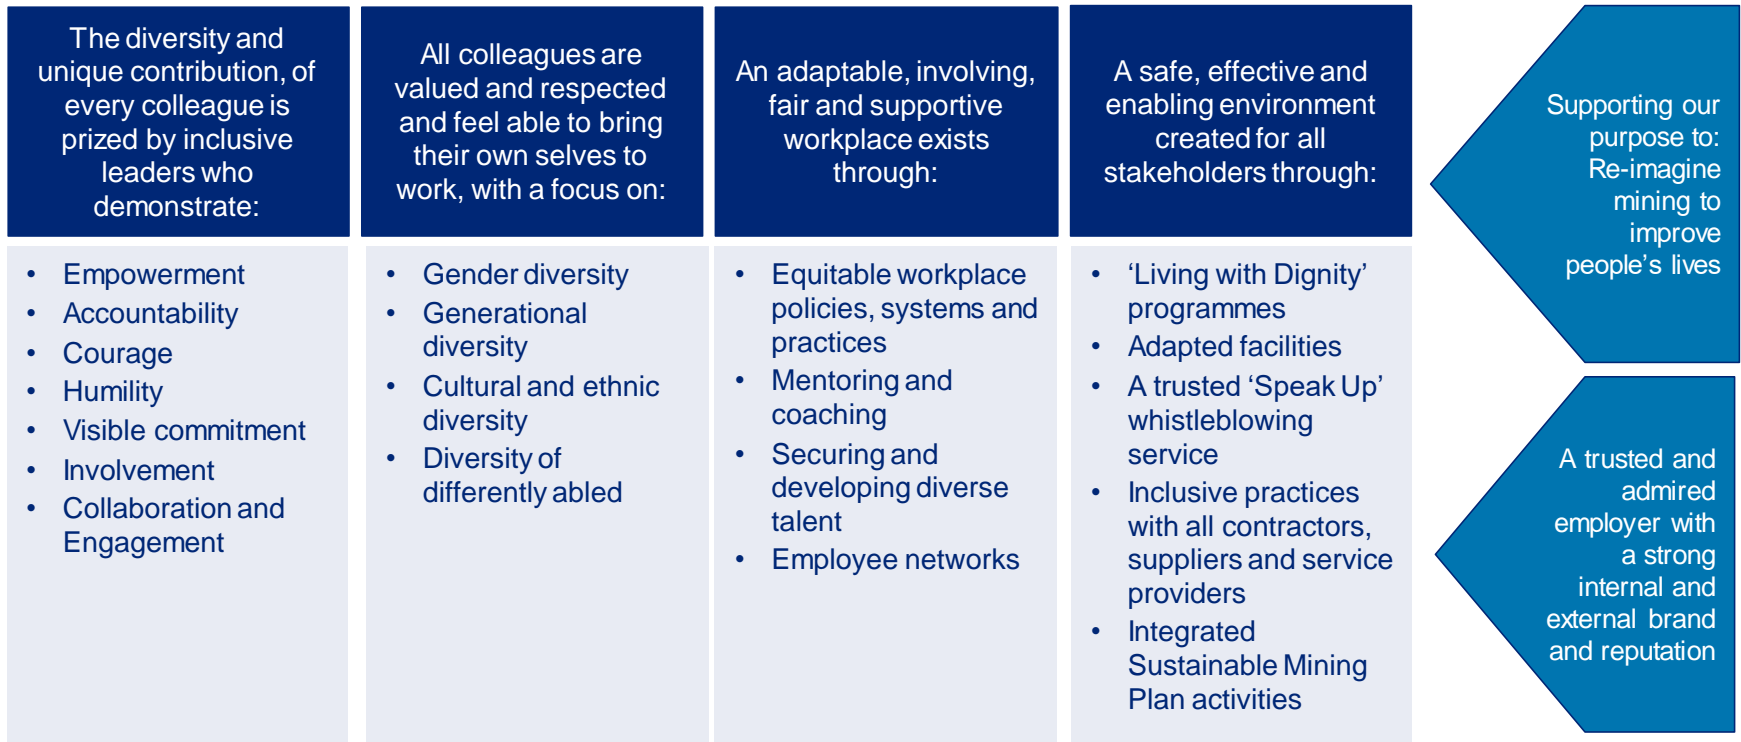 The diversity and
unique contribution, of
every colleague is
prized by inclusive
leaders who
demonstrate:
• Empowerment
• Accountability
• Courage
• Humility
• Visible commitment
• Involvement
• Collaboration and
Engagement
All colleagues are
valued and respected
and feel able to bring
their own selves to
work, with a focus on:
• Gender diversity
• Generational
diversity
• Cultural and ethnic
diversity
• Diversity of
differently abled
An adaptable, involving,
fair and supportive
workplace exists
through:
• Equitable workplace
policies, systems and
practices
• Mentoring and
coaching
• Securing and
developing diverse
talent
• Employee networks
A safe, effective and
enabling environment
created for all
stakeholders through:
• ‘Living with Dignity’
programmes
• Adapted facilities
• A trusted ‘Speak Up’
whistleblowing
service
• Inclusive practices
with all contractors,
suppliers and service
providers
• Integrated
Sustainable Mining
Plan activities
Supporting our
purpose to:
Re-imagine
mining to
improve
people’s lives
A trusted and
admired
employer with
a strong
internal and
external brand
and reputation